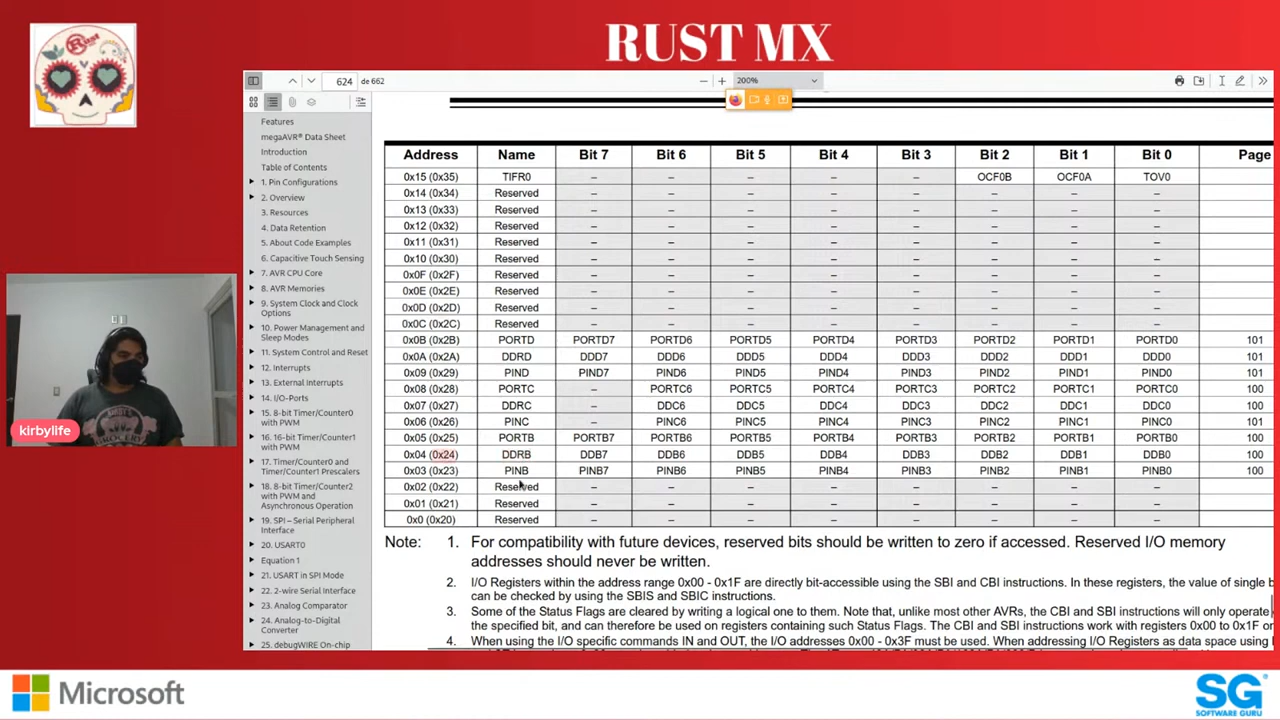 RUST MX
Rust
624 de 662
200%
Features
megaAVR® Data Sheet
Introduction
Table of Contents
1. Pin Configurations
2. Overview
3. Resources
4. Data Retention
5. About Code Examples
6. Capacitive Touch Sensing
7. AVR CPU Core
8. AVR Memories
9. System Clock and Clock
Options
10. Power Management and
Sleep Modes
11. System Control and Reset
12. Interrupts
13. External Interrupts
14. I/O-Ports
15. 8-bit Timer/Counter0
with PWM
16. 16-bit Timer/Counter1
with PWM
17. Timer/Counter0 and
Timer/Counter1 Prescalers
18. 8-bit Timer/Counter2
with PWM and
Asynchronous Operation
19. SPI – Serial Peripheral
Interface
20. USART0
Equation 1
21. USART in SPI Mode
22. 2-wire Serial Interface
23. Analog Comparator
24. Analog-to-Digital
Converter
25. debugWIRE On-chip
Address Name Bit 7 Bit 6 Bit 5 Bit 4 Bit 3 Bit 2 Bit 1 Bit 0 Page
0x15 (0x35) TIFR0 – – – – – OCF0B OCF0A TOV0
0x14 (0x34) Reserved – – – – – – – –
0x13 (0x33) Reserved – – – – – – – –
0x12 (0x32) Reserved – – – – – – – –
0x11 (0x31) Reserved – – – – – – – –
0x10 (0x30) Reserved – – – – – – – –
0x0F (0x2F) Reserved – – – – – – – –
0x0E (0x2E) Reserved – – – – – – – –
0x0D (0x2D) Reserved – – – – – – – –
0x0C (0x2C) Reserved – – – – – – – –
0x0B (0x2B) PORTD PORTD7 PORTD6 PORTD5 PORTD4 PORTD3 PORTD2 PORTD1 PORTD0 101
0x0A (0x2A) DDRD DDD7 DDD6 DDD5 DDD4 DDD3 DDD2 DDD1 DDD0 101
0x09 (0x29) PIND PIND7 PIND6 PIND5 PIND4 PIND3 PIND2 PIND1 PIND0 101
0x08 (0x28) PORTC – PORTC6 PORTC5 PORTC4 PORTC3 PORTC2 PORTC1 PORTC0 100
0x07 (0x27) DDRC – DDC6 DDC5 DDC4 DDC3 DDC2 DDC1 DDC0 100
0x06 (0x26) PINC – PINC6 PINC5 PINC4 PINC3 PINC2 PINC1 PINC0 101
0x05 (0x25) PORTB PORTB7 PORTB6 PORTB5 PORTB4 PORTB3 PORTB2 PORTB1 PORTB0 100
0x04 (0x24) DDRB DDB7 DDB6 DDB5 DDB4 DDB3 DDB2 DDB1 DDB0 100
0x03 (0x23) PINB PINB7 PINB6 PINB5 PINB4 PINB3 PINB2 PINB1 PINB0 100
0x02 (0x22) Reserved – – – – – – – –
0x01 (0x21) Reserved – – – – – – – –
0x0 (0x20) Reserved – – – – – – – –
Note: 1. For compatibility with future devices, reserved bits should be written to zero if accessed. Reserved I/O memory
addresses should never be written.
2. I/O Registers within the address range 0x00 - 0x1F are directly bit-accessible using the SBI and CBI instructions. In these registers, the value of single b
can be checked by using the SBIS and SBIC instructions.
3. Some of the Status Flags are cleared by writing a logical one to them. Note that, unlike most other AVRs, the CBI and SBI instructions will only operate
the specified bit, and can therefore be used on registers containing such Status Flags. The CBI and SBI instructions work with registers 0x00 to 0x1F or
4. When using the I/O specific commands IN and OUT, the I/O addresses 0x00 - 0x3F must be used. When addressing I/O Registers as data space using
kirbylife
Microsoft
SG
SOFTWARE GURU